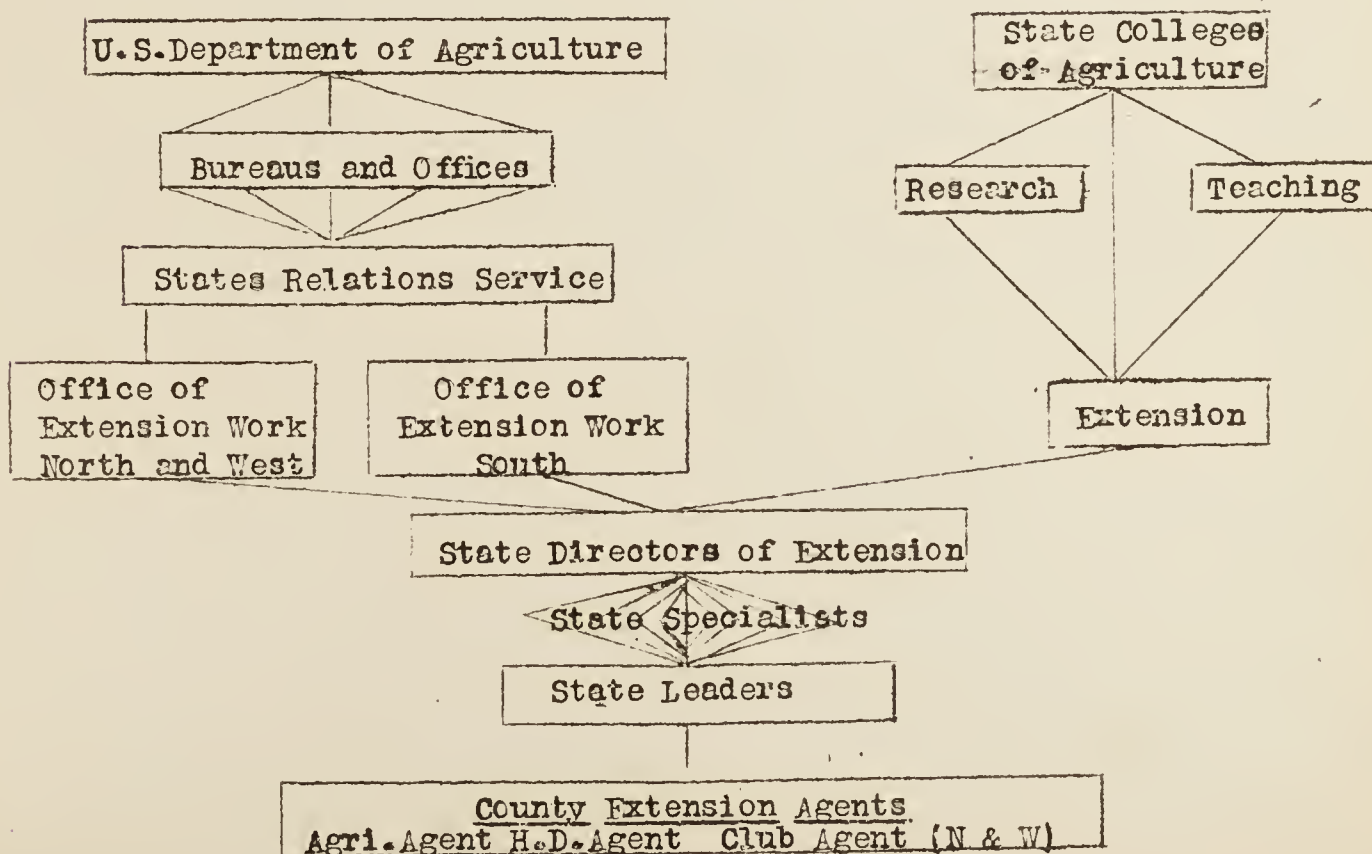 U.S.Department of Agriculture
State Colleges
of Agriculture
Bureaus and Offices
Research
Teaching
States Relations Service
Office of
Extension Work
North and West
Office of
Extension Work
South
Extension
State Directors of Extension
State Specialists
State Leaders
County Extension Agents
Agri.Agent H.D.Agent Club Agent (N & W)